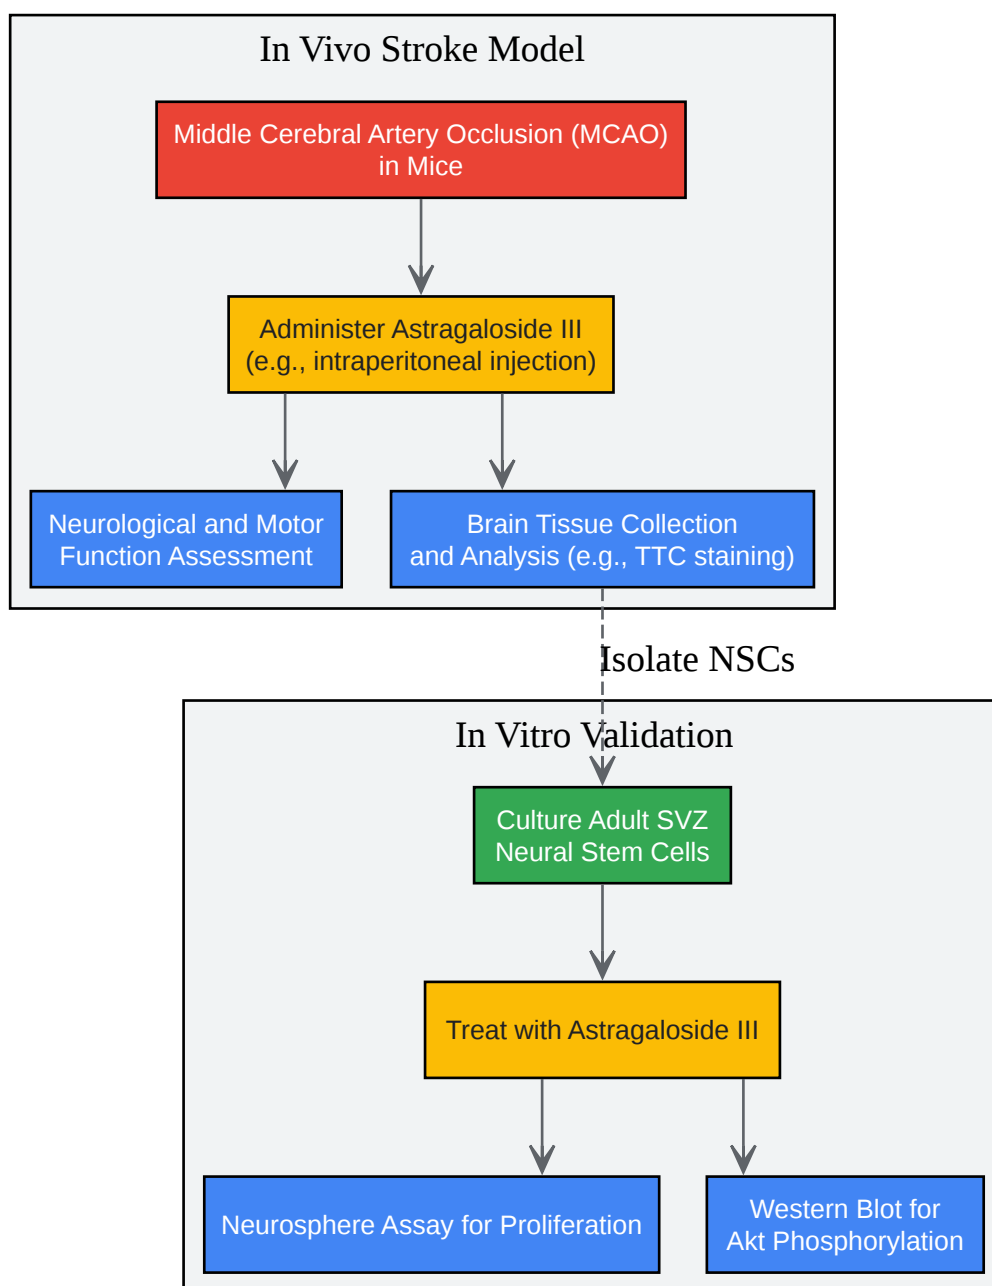 In Vivo Stroke Model
Middle Cerebral Artery Occlusion (MCAO)
in Mice
Administer Astragaloside III
(e.g., intraperitoneal injection)
Neurological and Motor
Function Assessment
Brain Tissue Collection
and Analysis (e.g., TTC staining)
Isolate NSCs
In Vitro Validation
Culture Adult SVZ
Neural Stem Cells
Treat with Astragaloside III
Neurosphere Assay for Proliferation
Western Blot for
Akt Phosphorylation